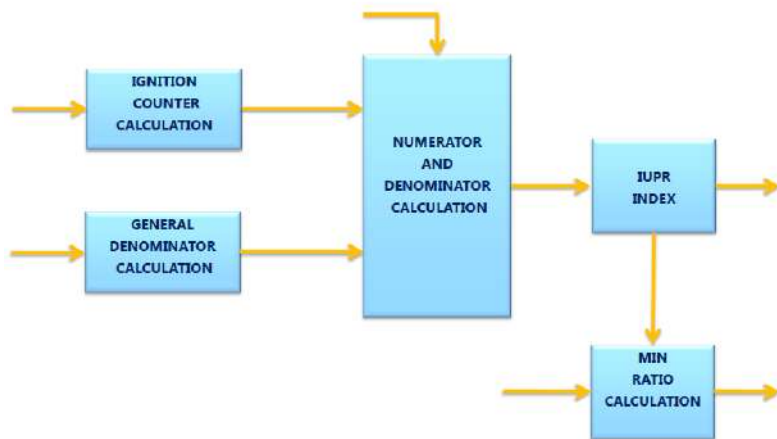 IGNITION
COUNTER
CALCULATION
NUMERATOR
AND
DENOMINATOR
CALCULATION
IUPR
INDEX
GENERAL
DENOMINATOR
CALCULATION
MIN
RATIO
CALCULATION